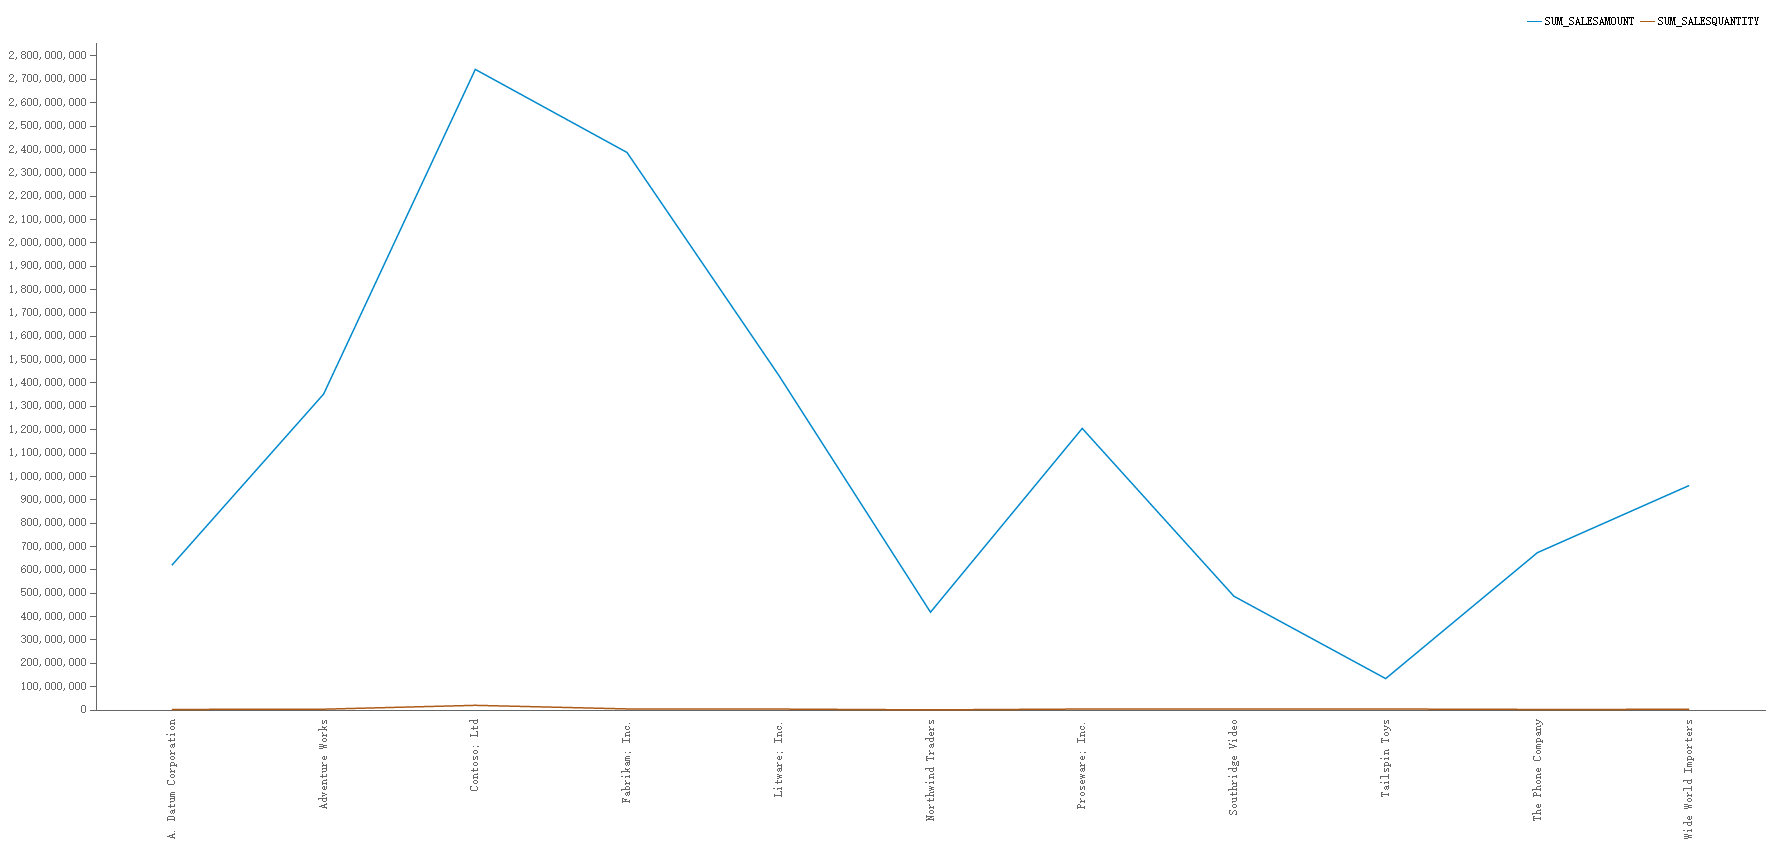 SUM_SALESAMOUNT
SUM_SALESQUANTITY
2,800,000,000
2,700,000,000
2,600,000,000
2,500,000,000
2,400,000,000
2,300,000,000
2,200,000,000
2,100,000,000
2,000,000,000
1,900,000,000
1,800,000,000
1,700,000,000
1,600,000,000
1,500,000,000
1,400,000,000
1,300,000,000
1,200,000,000
1,100,000,000
1,000,000,000
900,000,000
800,000,000
700,000,000
600,000,000
500,000,000
400,000,000
300,000,000
200,000,000
100,000,000
0
A. Datum Corporation
Adventure Works
Contoso; Ltd
Fabrikam; Inc.
Litware; Inc.
Northwind Traders
Proseware; Inc.
Southridge Video
Tailspin Toys
The Phone Company
Wide World Importers